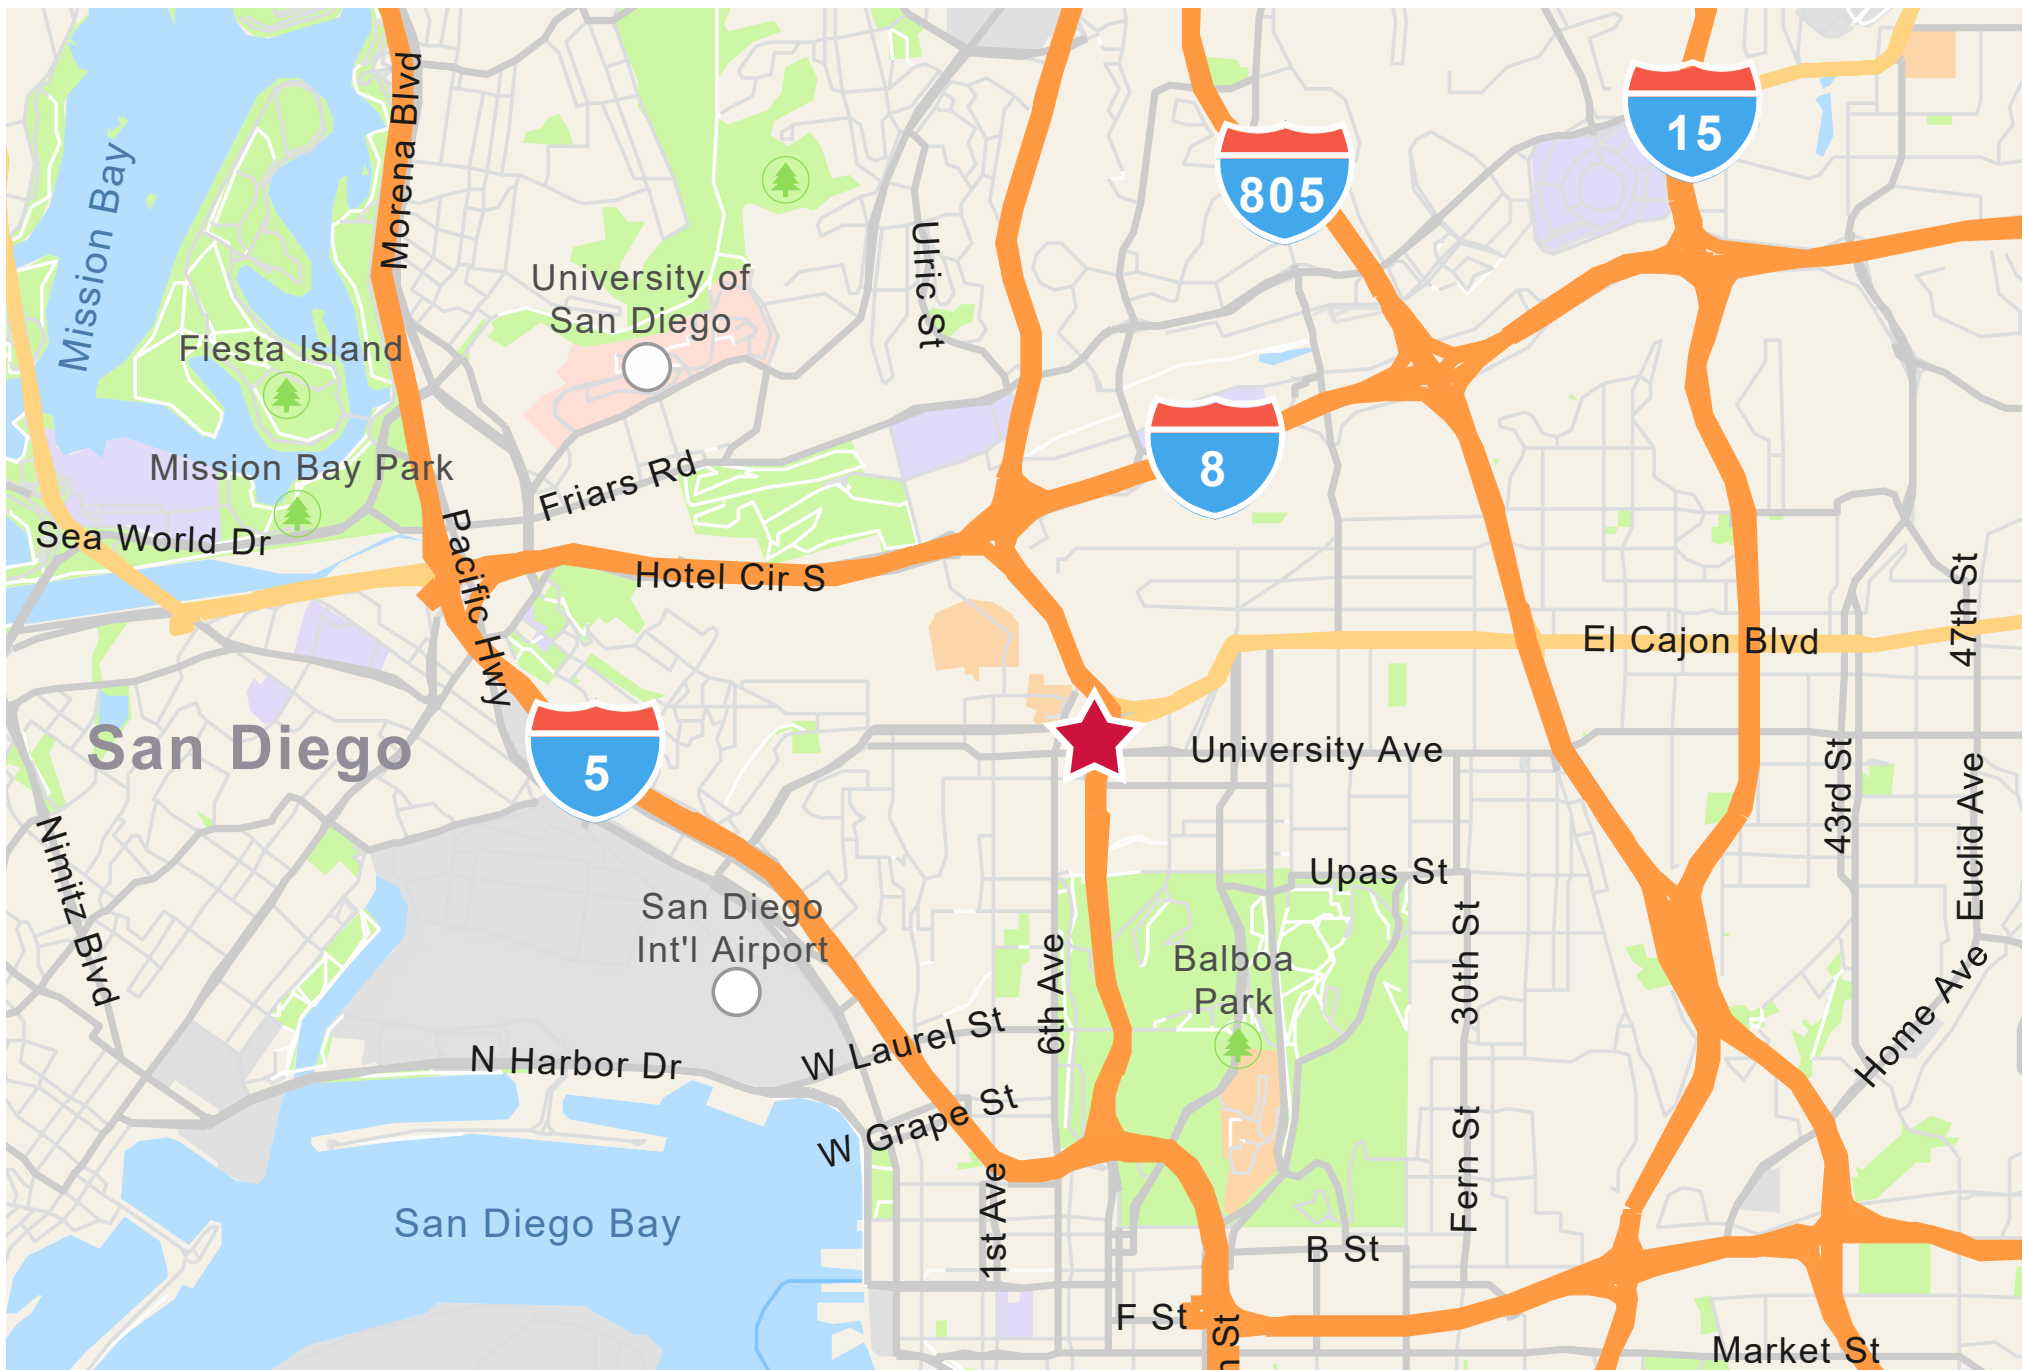 Morena Blvd
15
805
Mission Bay
Ulric St
University of
San Diego
Fiesta Island
8
Mission Bay Park
Friars Rd
Sea World Dr
Pacific Hwy
Hotel Cir S
47th St
El Cajon Blvd
San Diego
5
University Ave
43rd St
Euclid Ave
Nimitz Blvd
Upas St
San Diego
Int'l Airport
6th Ave
Balboa
Park
30th St
Home Ave
W Laurel St
N Harbor Dr
W Grape St
Fern St
1st Ave
San Diego Bay
B St
F St
St
Market St